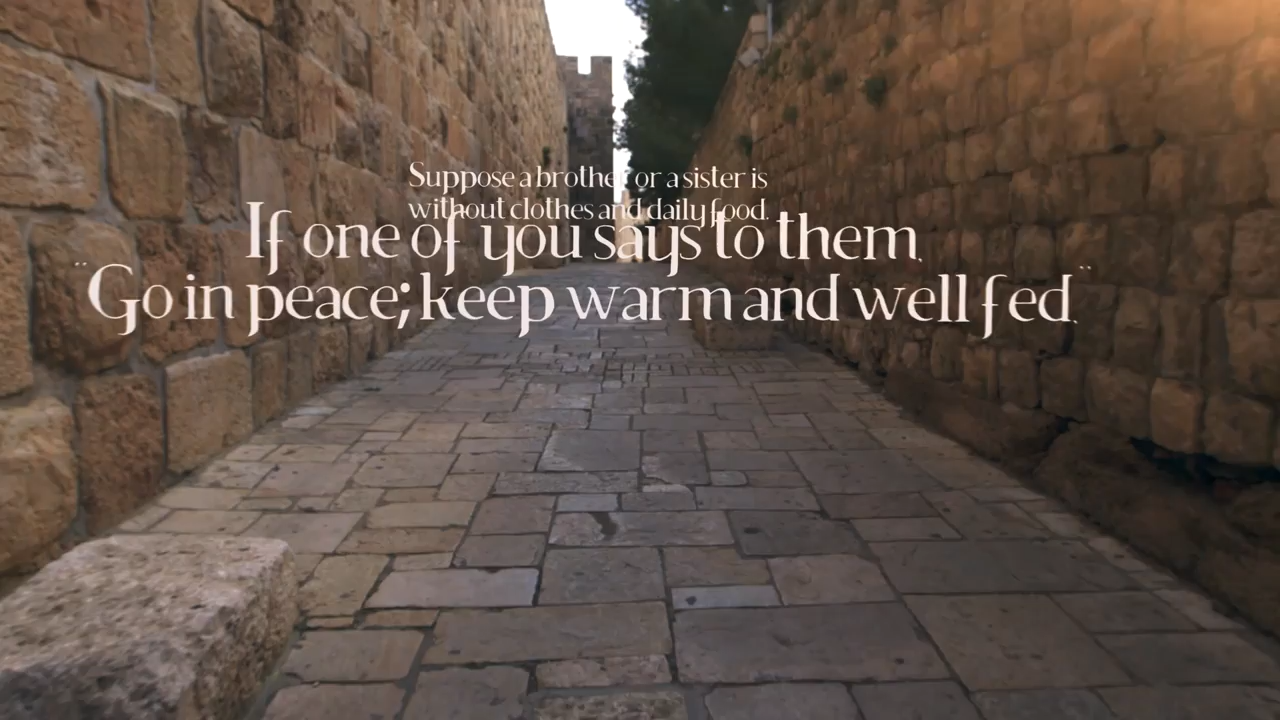 Suppose a brother or a sister is
without clothes and daily food.
If one of you says to them,
"Go in peace; keep warm and well fed,"